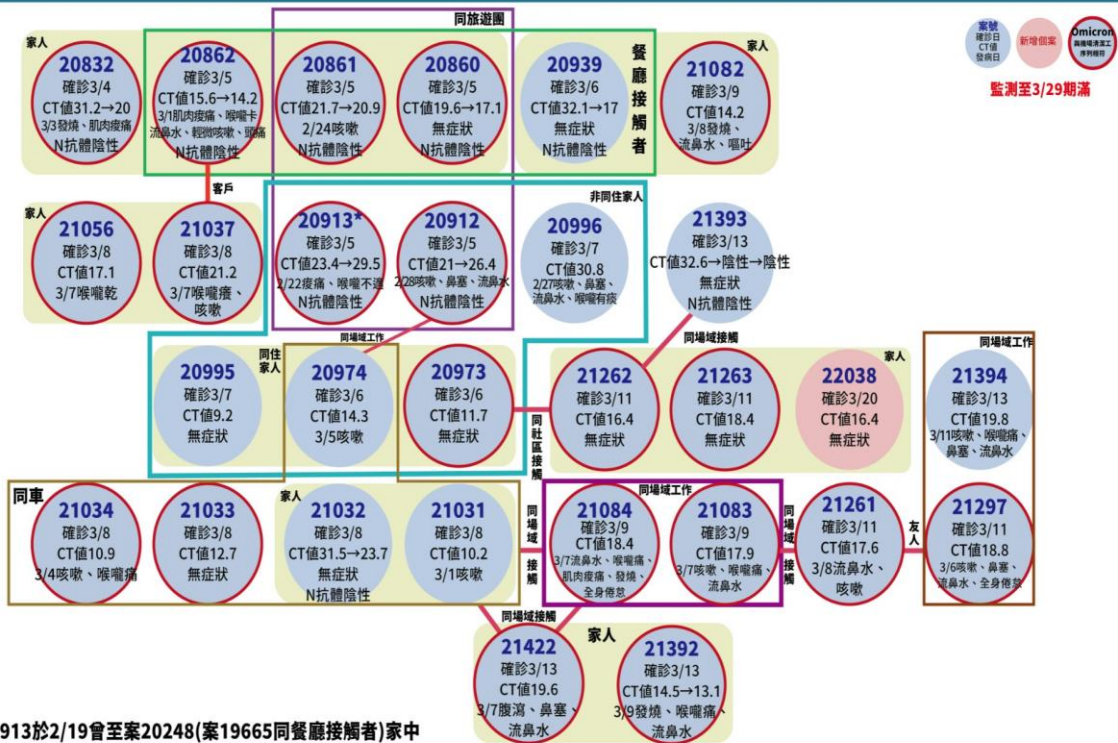 同旅遊團
家人
20832
確診3/4
CT值31.2→20
3/3發燒、肌肉痠痛
N抗體陰性
20862
確診3/5
CT值15.6→14.2
3/1肌肉痠痛、喉嚨卡
流鼻水、輕微咳嗽、頭痛
N抗體陰性
20861
確診3/5
CT值21.7→20.9
2/24咳嗽
N抗體陰性
20860
確診3/5
CT值19.6→17.1
無症狀
N抗體陰性
20939
確診3/6
CT值32.1→17
無症狀
N抗體陰性
餐廳接觸者
家人
21082
確診3/9
CT值14.2
3/8發燒、
流鼻水、嘔吐
案號
確診日
CT值
發病日
新增個案
Omicron
與機場清潔工
序列相符
監測至3/29期滿
客戶
家人
21056
確診3/8
CT值17.1
3/7喉嚨乾
21037
確診3/8
CT值21.2
3/7喉嚨癢、
咳嗽
20913*
確診3/5
CT值23.4→29.5
2/22痠痛、喉嚨不適
N抗體陰性
20912
確診3/5
CT值21→26.4
2/28咳嗽、鼻塞、流鼻水
N抗體陰性
非同住家人
20996
確診3/7
CT值30.8
2/27咳嗽、鼻塞、
流鼻水、喉嚨有痰
21393
確診3/13
CT值32.6→陰性→陰性
無症狀
N抗體陰性
同場域工作
同場域接觸
20995
確診3/7
CT值9.2
無症狀
同住家人
20974
確診3/6
CT值14.3
3/5咳嗽
20973
確診3/6
CT值11.7
無症狀
同社區接觸
21262
確診3/11
CT值16.4
無症狀
21263
確診3/11
CT值18.4
無症狀
家人
22038
確診3/20
CT值16.4
無症狀
同場域工作
21394
確診3/13
CT值19.8
3/11咳嗽、喉嚨痛、
鼻塞、流鼻水
同車
21034
確診3/8
CT值10.9
3/4咳嗽、喉嚨痛
21033
確診3/8
CT值12.7
無症狀
家人
21032
確診3/8
CT值31.5→23.7
無症狀
N抗體陰性
21031
確診3/8
CT值10.2
3/1咳嗽
同場域接觸
同場域工作
21084
確診3/9
CT值18.4
3/7流鼻水、喉嚨痛、
肌肉痠痛、發燒、
全身倦怠
21083
確診3/9
CT值17.9
3/7咳嗽、喉嚨痛、
流鼻水
同場域接觸
21261
確診3/11
CT值17.6
3/8流鼻水、
咳嗽
友人
21297
確診3/11
CT值18.8
3/6咳嗽、鼻塞、
流鼻水、全身倦怠
同場域接觸
21422
確診3/13
CT值19.6
3/7腹瀉、鼻塞、
流鼻水
家人
21392
確診3/13
CT值14.5→13.1
3/9發燒、喉嚨痛、
流鼻水
913於2/19曾至案20248(案19665同餐廳接觸者)家中